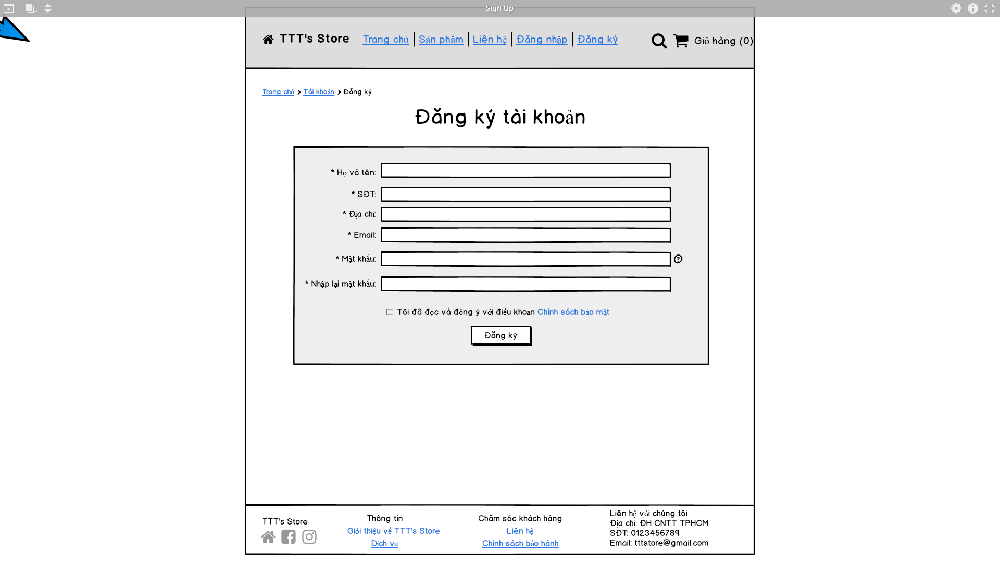 Sign Up
TTT's Store Trang chủ Sản phẩm Liên hệ Đăng nhập Đăng ký Giỏ hàng (0)
Trang chủ Tài khoản Đăng ký
Đăng ký tài khoản
* Họ và tên:
* SĐT:
* Địa chỉ:
* Email:
* Mật khẩu:
* Nhập lại mật khẩu:
Tôi đã đọc và đồng ý với điều khoản Chính sách bảo mật
Đăng ký
TTT's Store
Thông tin
Giới thiệu về TTT's Store
Dịch vụ
Chăm sóc khách hàng
Liên hệ
Chính sách bảo hành
Liên hệ với chúng tôi
Địa chỉ: ĐH CNTT TPHCM
SĐT: 0123456789
Email: tttstore@gmail.com